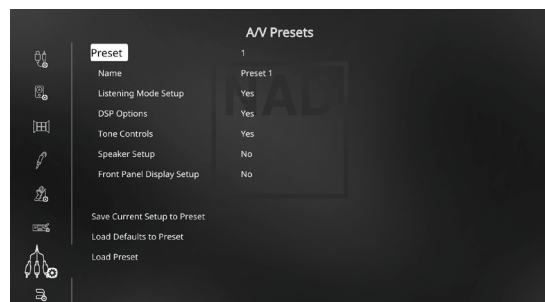 A/V Presets
Preset 1
Name Preset 1
Listening Mode Setup Yes
DSP Options Yes
Tone Controls Yes
Speaker Setup No
Front Panel Display Setup No
Save Current Setup to Preset
Load Defaults to Preset
Load Preset
NAD